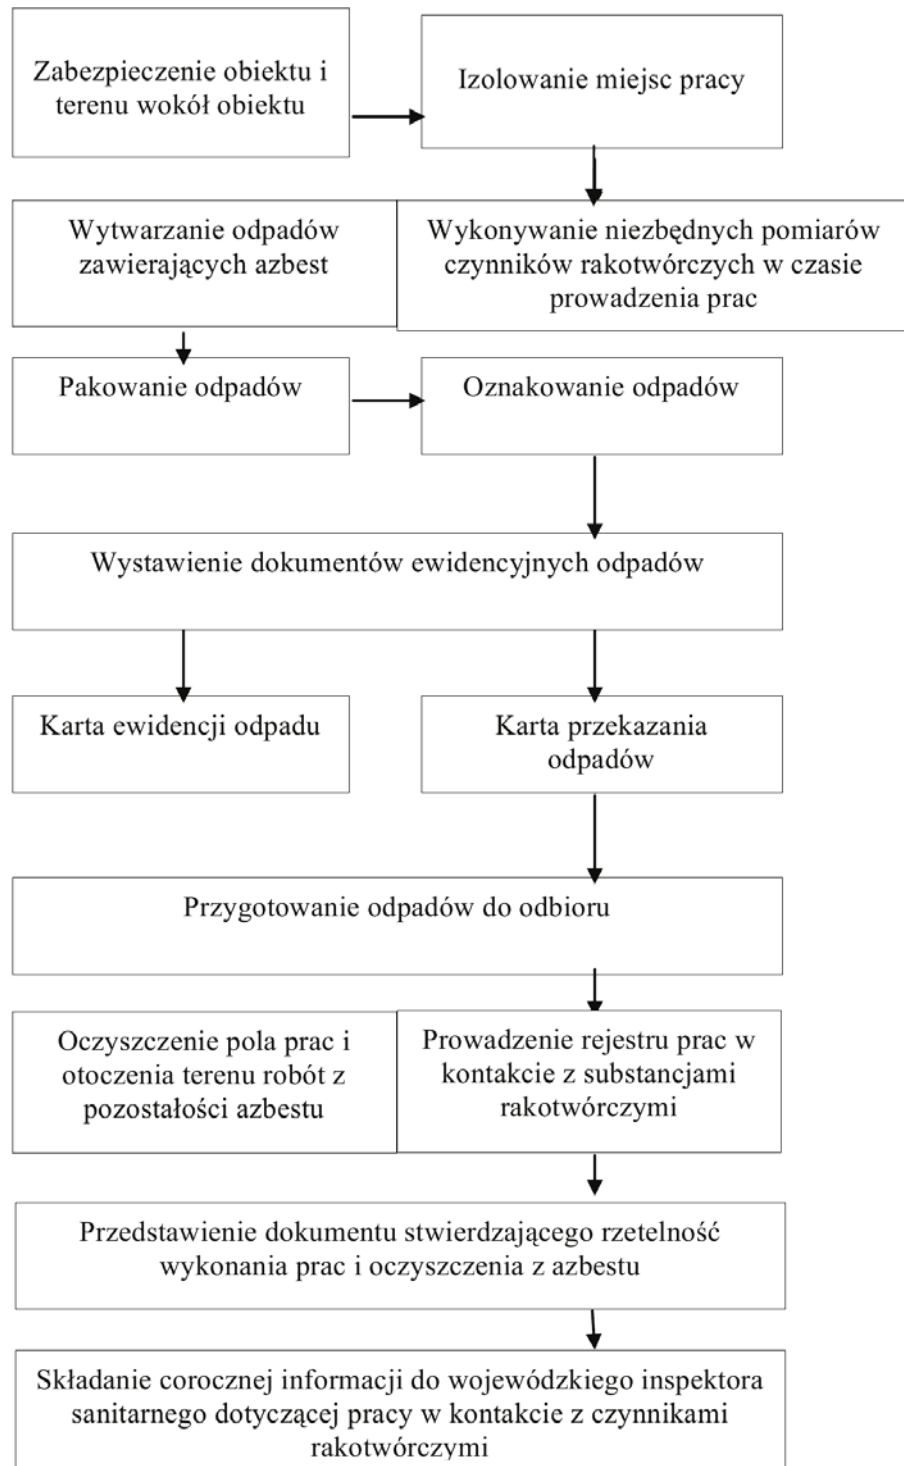 Zabezpieczenie obiektu i
terenu wokół obiektu
Izolowanie miejsc pracy
Wytwarzanie odpadów
zawierających azbest
Wykonywanie niezbędnych pomiarów
czynników rakotwórczych w czasie
prowadzenia prac
Pakowanie odpadów
Oznakowanie odpadów
Wystawienie dokumentów ewidencyjnych odpadów
Karta ewidencji odpadu
Karta przekazania
odpadów
Przygotowanie odpadów do odbioru
Oczyszczenie pola prac i
otoczenia terenu robót z
pozostałości azbestu
Prowadzenie rejestru prac w
kontakcie z substancjami
rakotwórczymi
Przedstawienie dokumentu stwierdzającego rzetelność
wykonania prac i oczyszczenia z azbestu
Składanie corocznej informacji do wojewódzkiego inspektora
sanitarnego dotyczącej pracy w kontakcie z czynnikami
rakotwórczymi